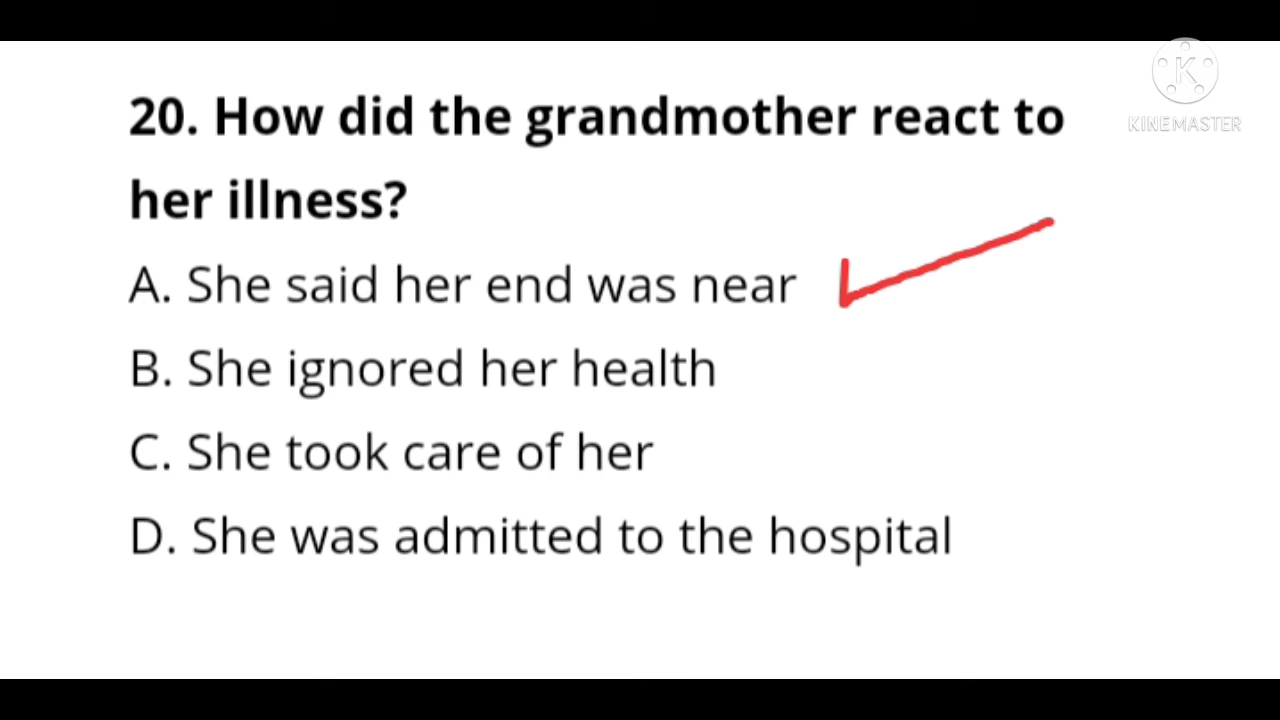 20. How did the grandmother react to
her illness?
A. She said her end was near
B. She ignored her health
C. She took care of her
D. She was admitted to the hospital
K
KINEMASTER